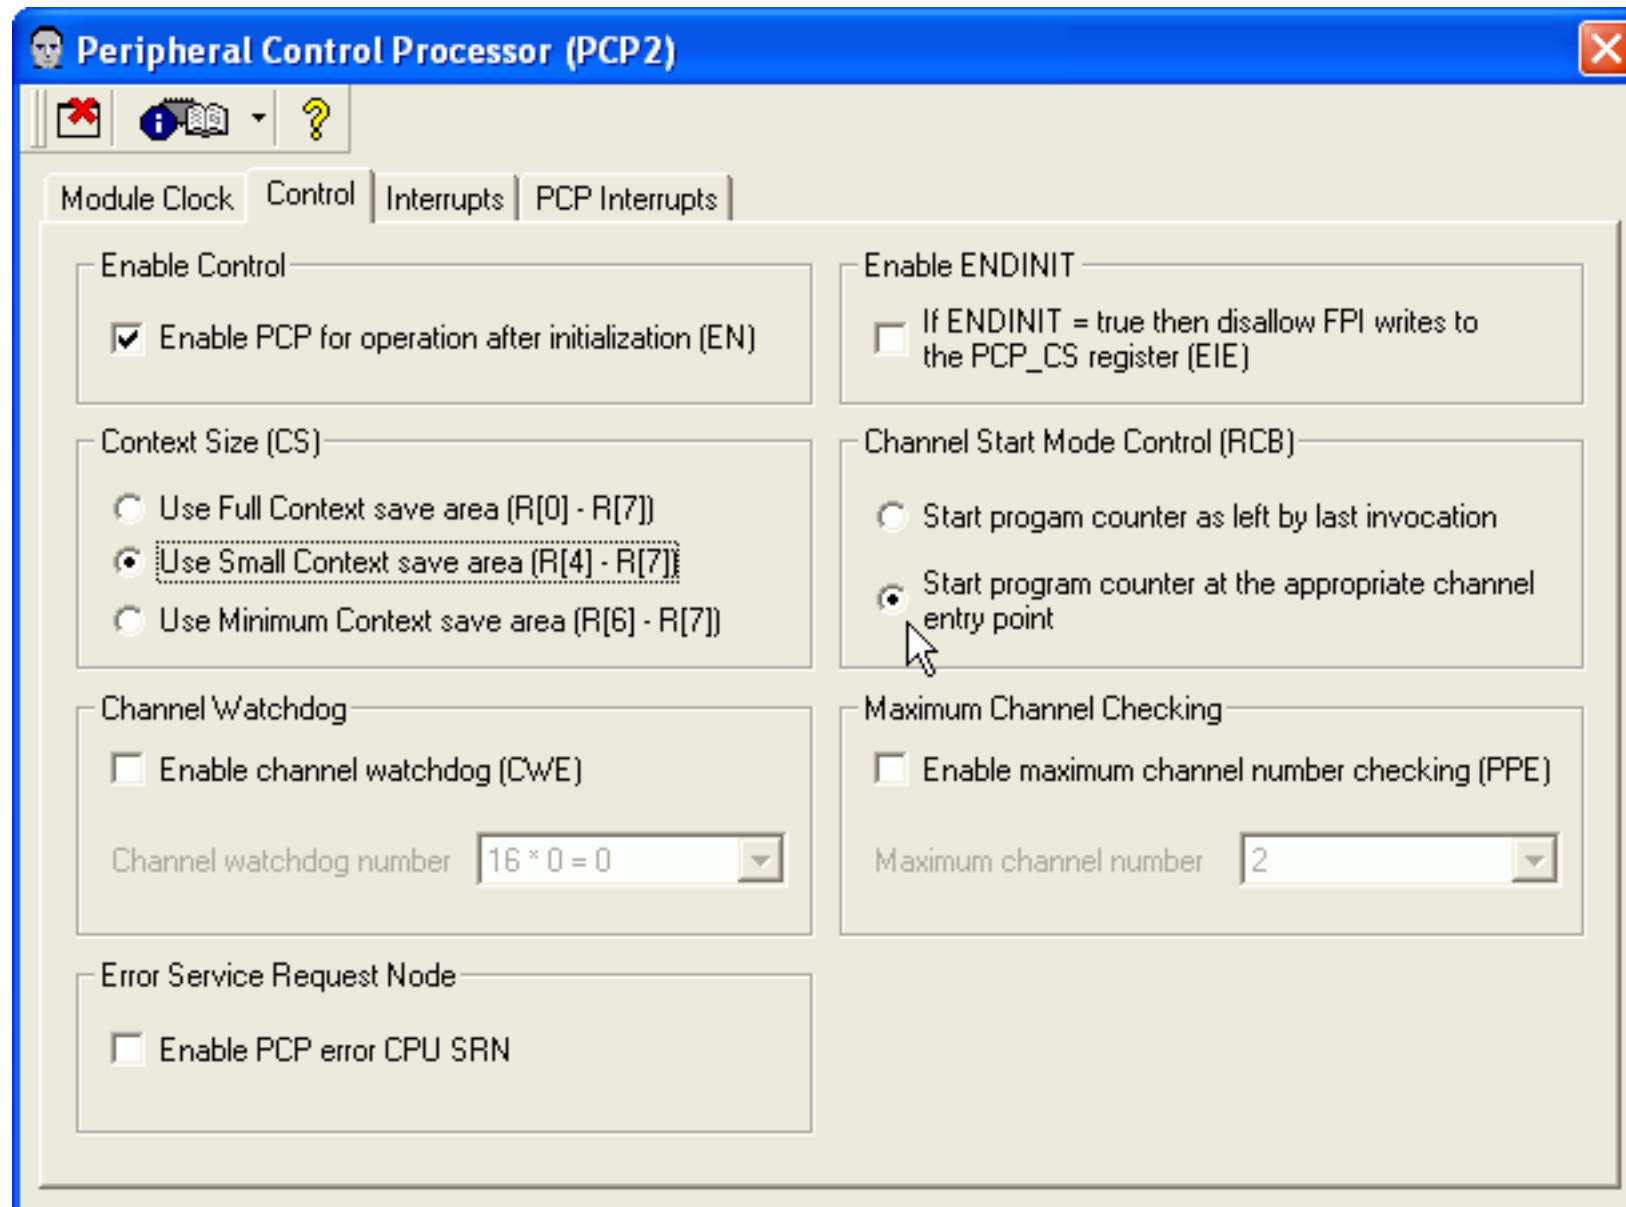 Peripheral Control Processor (PCP2)
Module Clock
Control
Interrupts
PCP Interrupts
Enable Control
Enable PCP for operation after initialization (EN)
Enable ENDINIT
If ENDINIT = true then disallow FPI writes to
the PCP_CS register (EIE)
Context Size (CS)
Use Full Context save area (R[0] - R[7])
Use Small Context save area (R[4] - R[7])
Use Minimum Context save area (R[6] - R[7])
Channel Start Mode Control (RCB)
Start progam counter as left by last invocation
Start program counter at the appropriate channel
entry point
Channel Watchdog
Enable channel watchdog (CWE)
Channel watchdog number
16 * 0 = 0
Maximum Channel Checking
Enable maximum channel number checking (PPE)
Maximum channel number
2
Error Service Request Node
Enable PCP error CPU SRN